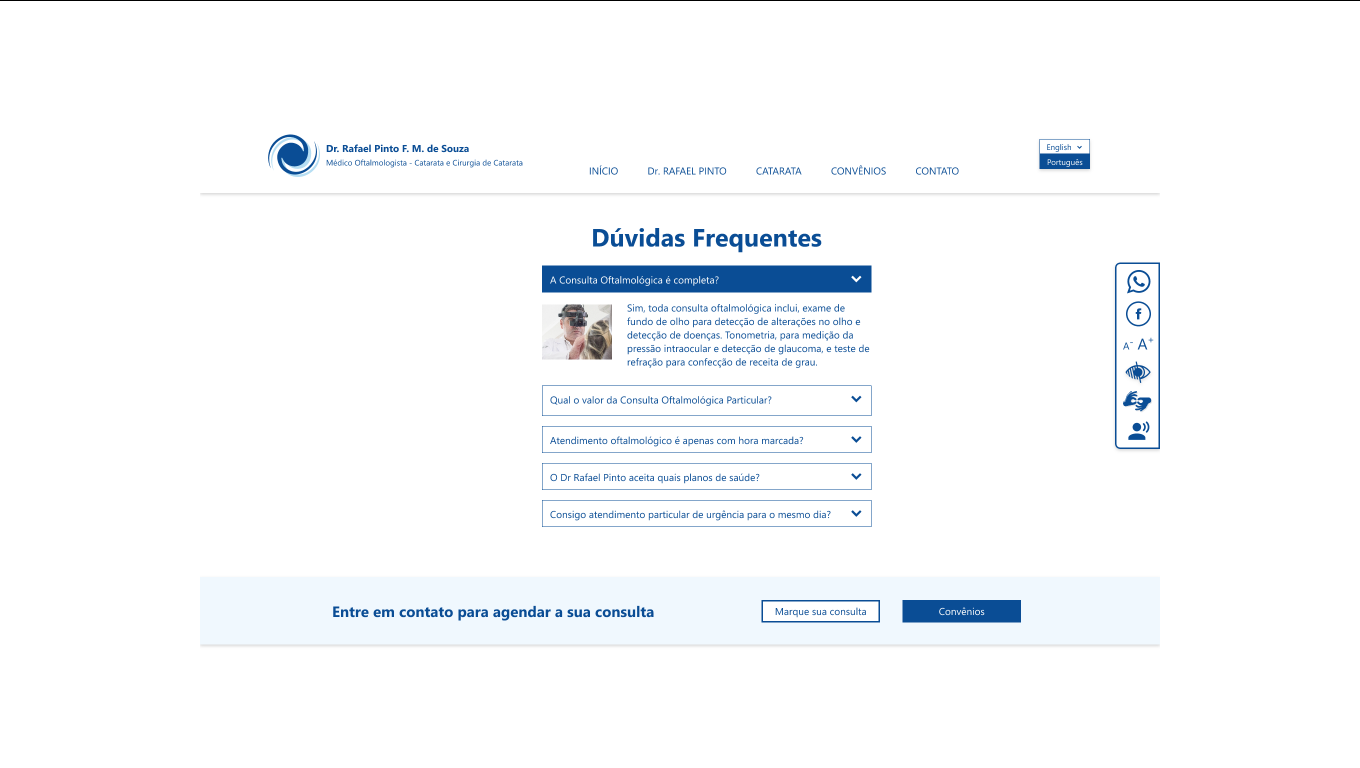 Dr. Rafael Pinto F. M. de Souza
Médico Oftalmologista - Catarata e Cirurgia de Catarata
INÍCIO
Dr. RAFAEL PINTO
CATARATA
CONVÊNIOS
CONTATO
English
Português
Dúvidas Frequentes
A Consulta Oftalmológica é completa?
Sim, toda consulta oftalmológica inclui, exame de
fundo de olho para detecção de alterações no olho e
detecção de doenças. Tonometria, para medição da
pressão intraocular e detecção de glaucoma, e teste de
refração para confecção de receita de grau.
Qual o valor da Consulta Oftalmológica Particular?
Atendimento oftalmológico é apenas com hora marcada?
O Dr Rafael Pinto aceita quais planos de saúde?
Consigo atendimento particular de urgência para o mesmo dia?
A- A+
Entre em contato para agendar a sua consulta
Marque sua consulta
Convênios